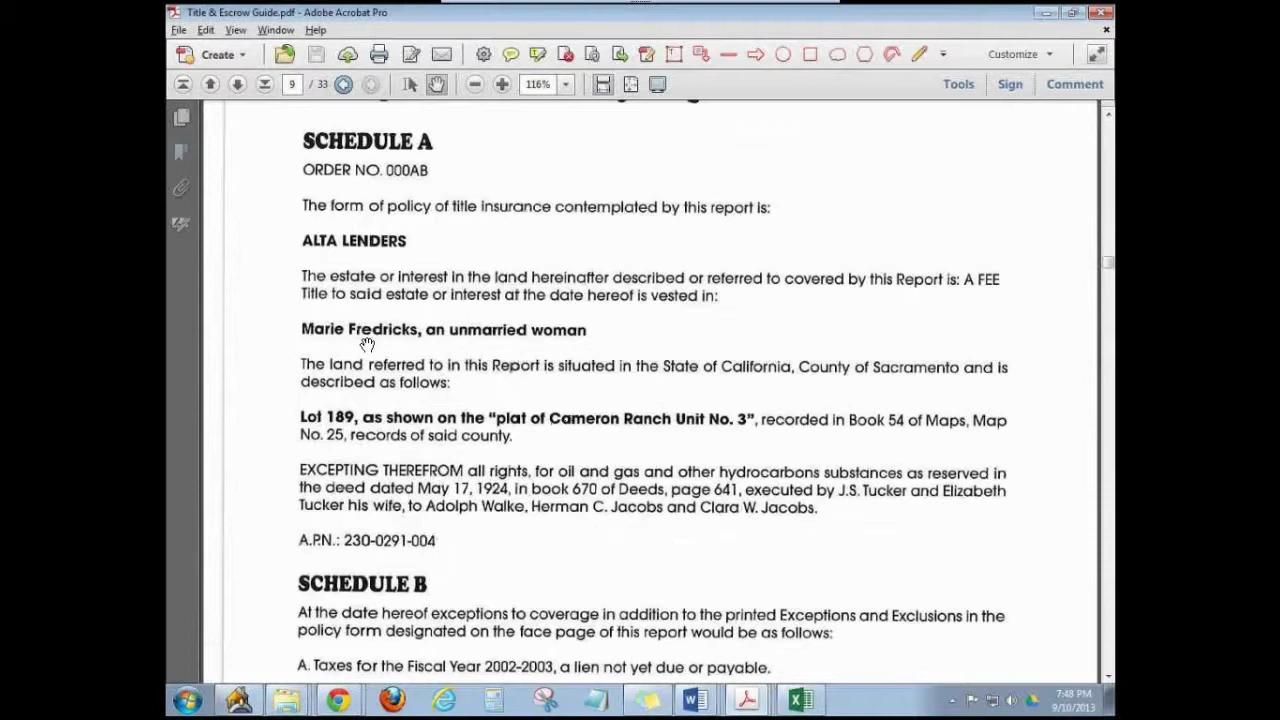 Title & Escrow Guide.pdf - Adobe Acrobat Pro
File Edit View Window Help
Create Customize
9 / 33 116% Tools Sign Comment
SCHEDULE A
ORDER NO. 000AB
The form of policy of title insurance contemplated by this report is:
ALTA LENDERS
The estate or interest in the land hereinafter described or referred to covered by this Report is: A FEE
Title to said estate or interest at the date hereof is vested in:
Marie Fredricks, an unmarried woman
The land referred to in this Report is situated in the State of California, County of Sacramento and is
described as follows:
Lot 189, as shown on the “plat of Cameron Ranch Unit No. 3”, recorded in Book 54 of Maps, Map
No. 25, records of said county.
EXCEPTING THEREFROM all rights, for oil and gas and other hydrocarbons substances as reserved in
the deed dated May 17, 1924, in book 670 of Deeds, page 641, executed by J.S. Tucker and Elizabeth
Tucker his wife, to Adolph Walke, Herman C. Jacobs and Clara W. Jacobs.
A.P.N.: 230-0291-004
SCHEDULE B
At the date hereof exceptions to coverage in addition to the printed Exceptions and Exclusions in the
policy form designated on the face page of this report would be as follows:
A. Taxes for the Fiscal Year 2002-2003, a lien not yet due or payable.
7:48 PM
9/10/2013